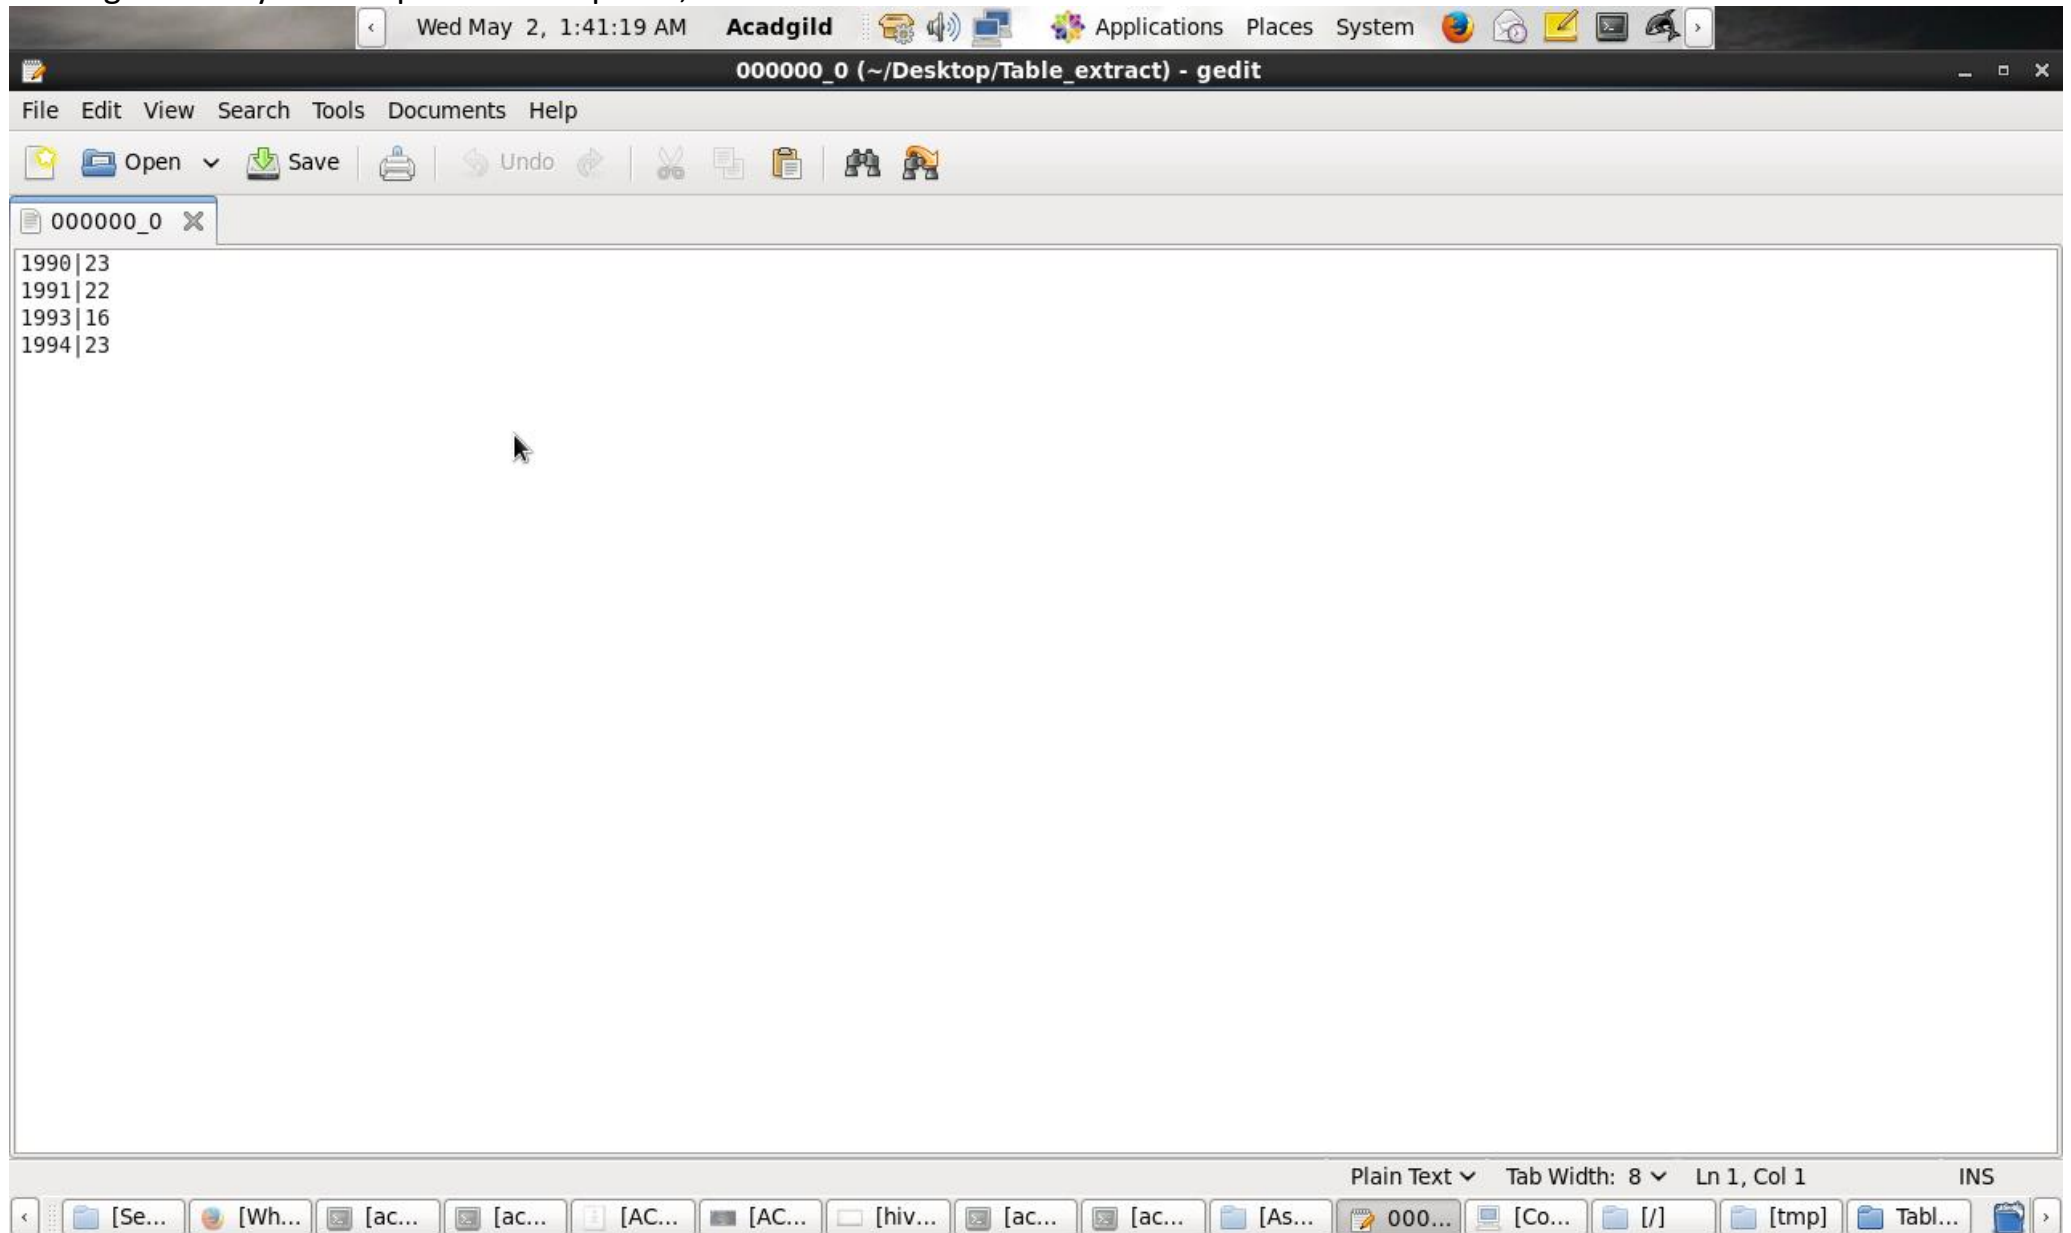 Wed May 2, 1:41:19 AM Acadgild Applications Places System
000000_0 (~/Desktop/Table_extract) - gedit
File Edit View Search Tools Documents Help
Open Save Undo
000000_0
1990|23
1991|22
1993|16
1994|23
Plain Text Tab Width: 8 Ln 1, Col 1 INS
[Se... [Wh... [ac... [ac... [AC... [AC... [hiv... [ac... [ac... [As... 000... [Co... [/] [tmp] Tabl...